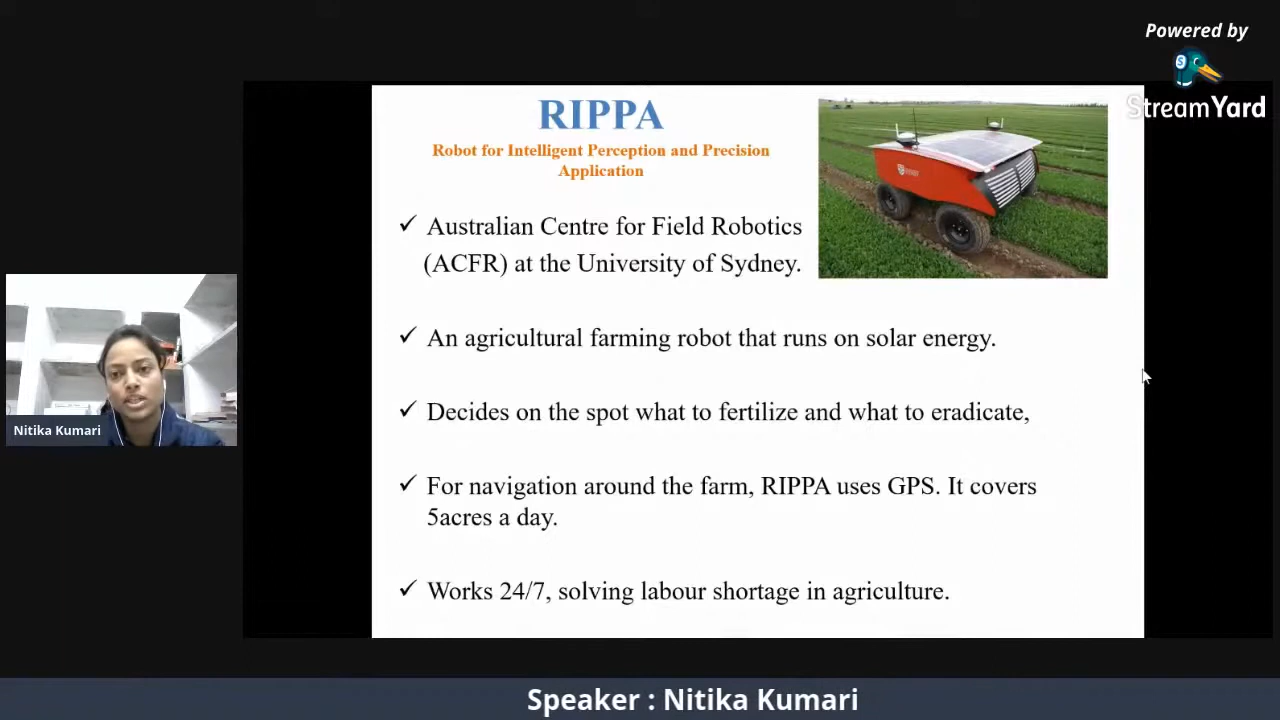 Powered by
StreamYard
RIPPA
Robot for Intelligent Perception and Precision
Application
✓ Australian Centre for Field Robotics
(ACFR) at the University of Sydney.
✓ An agricultural farming robot that runs on solar energy.
✓ Decides on the spot what to fertilize and what to eradicate,
✓ For navigation around the farm, RIPPA uses GPS. It covers
5acres a day.
✓ Works 24/7, solving labour shortage in agriculture.
Nitika Kumari
Speaker : Nitika Kumari